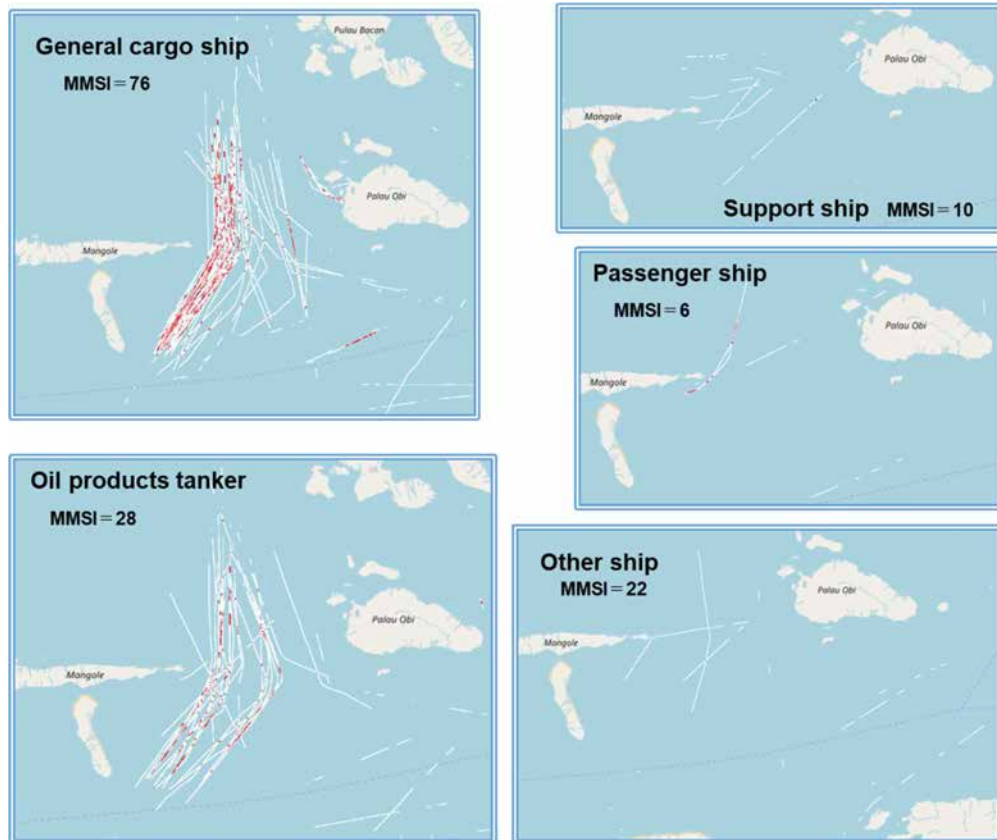 General cargo ship
MMSI=76
Pulau Bacan
Palau Obi
Mangole
Palau Obi
Mangole
Support ship MMSI=10
Passenger ship
MMSI=6
Palau Obi
Mangole
Oil products tanker
MMSI=28
Palau Obi
Mangole
Other ship
MMSI=22
Palau Obi
Mangole